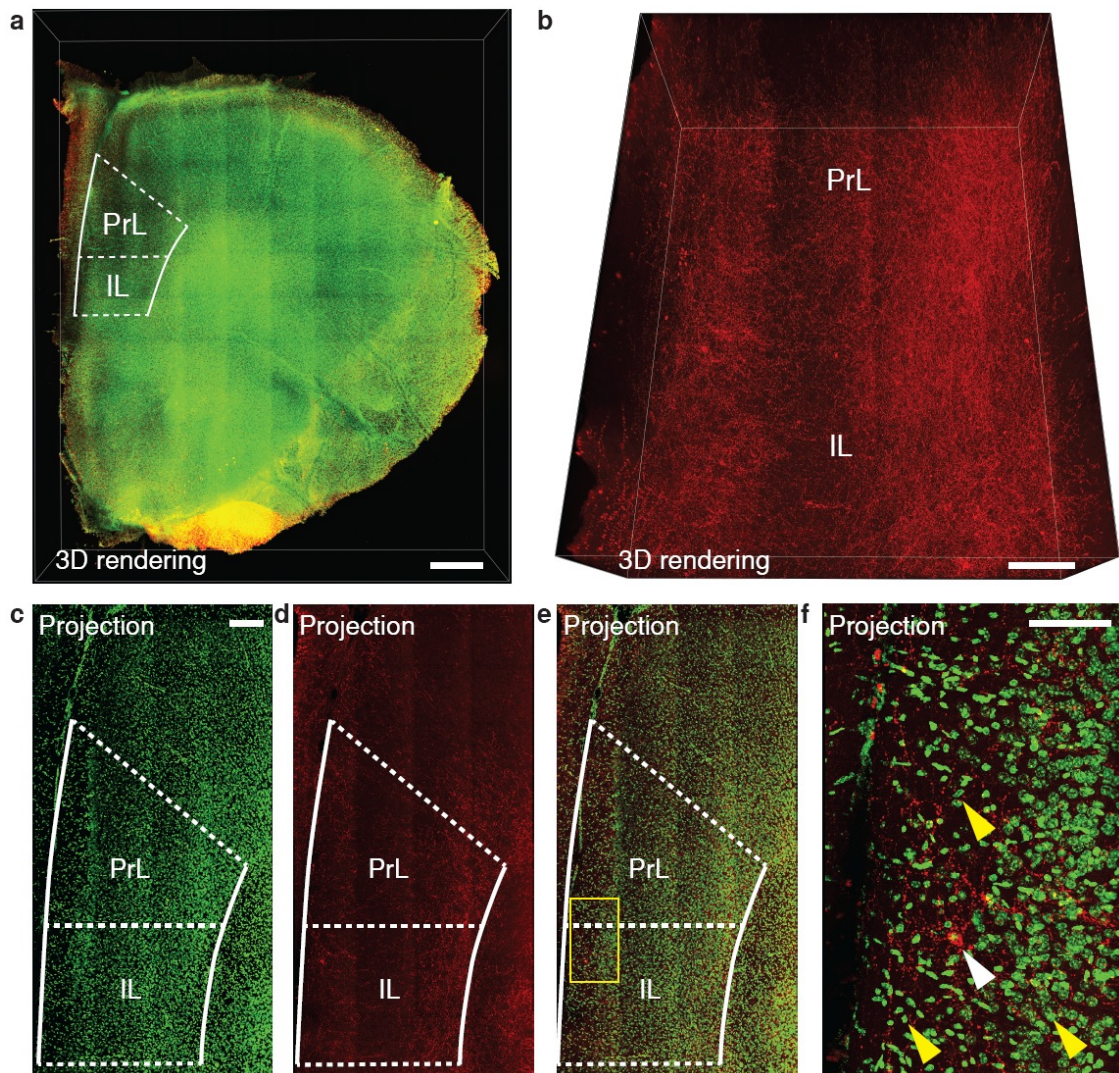 a
b
PrL
IL
3D rendering
PrL
IL
3D rendering
c
Projection
d
Projection
e
Projection
f
Projection
PrL
IL
PrL
IL
PrL
IL